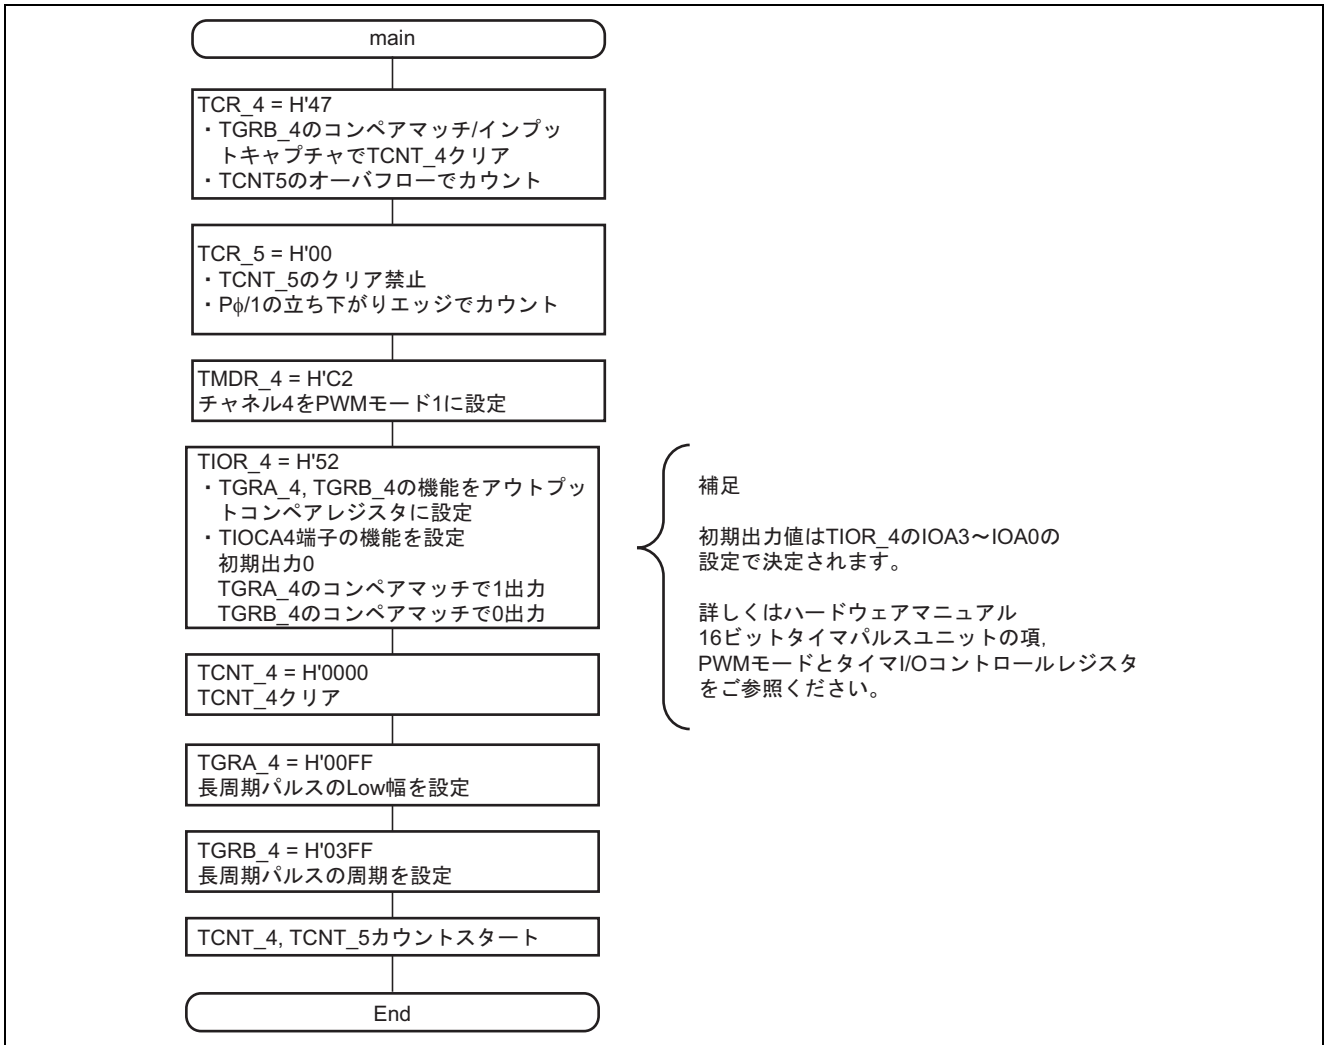 main
TCR_4 = H'47
・TGRB_4のコンペアマッチ/インプッ
トキャプチャでTCNT_4クリア
・TCNT5のオーバフローでカウント
TCR_5 = H'00
・TCNT_5のクリア禁止
・Pϕ/1の立ち下がりエッジでカウント
TMDR_4 = H'C2
チャネル4をPWMモード1に設定
TIOR_4 = H'52
・TGRA_4, TGRB_4の機能をアウトプッ
トコンペアレジスタに設定
・TIOCA4端子の機能を設定
初期出力0
TGRA_4のコンペアマッチで1出力
TGRB_4のコンペアマッチで0出力
補足
初期出力値はTIOR_4のIOA3～IOA0の
設定で決定されます。
詳しくはハードウェアマニュアル
16ビットタイマパルスユニットの項,
PWMモードとタイマI/Oコントロールレジスタ
をご参照ください。
TCNT_4 = H'0000
TCNT_4クリア
TGRA_4 = H'00FF
長周期パルスのLow幅を設定
TGRB_4 = H'03FF
長周期パルスの周期を設定
TCNT_4, TCNT_5カウントスタート
End